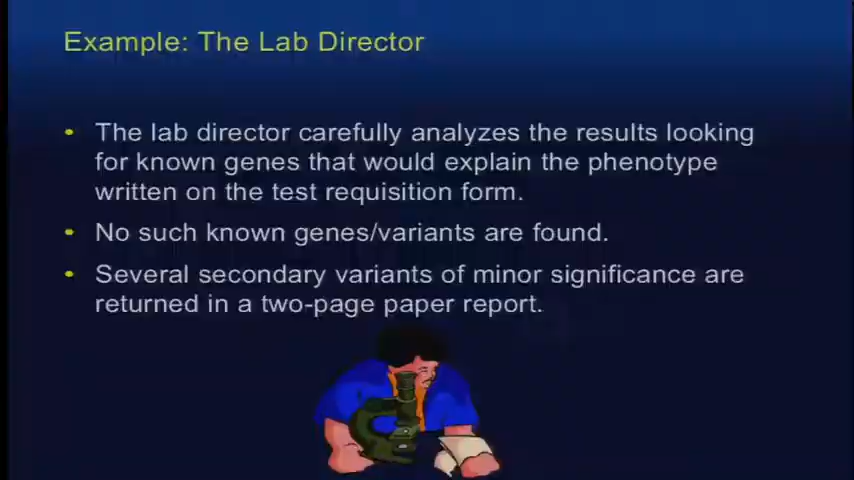 Example: The Lab Director
• The lab director carefully analyzes the results looking
for known genes that would explain the phenotype
written on the test requisition form.
• No such known genes/variants are found.
• Several secondary variants of minor significance are
returned in a two-page paper report.